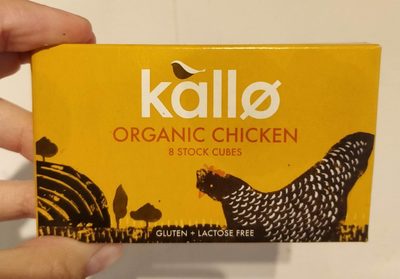 kallø
ORGANIC CHICKEN
8 STOCK CUBES
GLUTEN + LACTOSE FREE